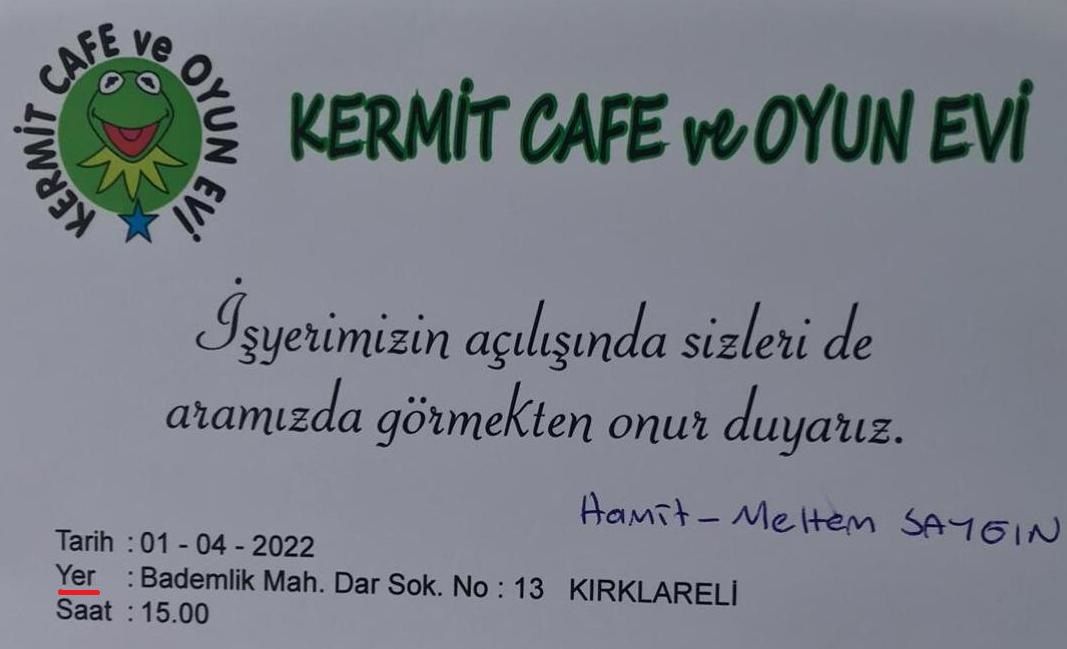 KERMİT CAFE ve OYUN EVİ
KERMİT CAFE ve OYUN EVİ
İşyerimizin açılışında sizleri de
aramızda görmekten onur duyarız.
Hamit - Meltem SAYGIN
Tarih : 01 - 04 - 2022
Yer : Bademlik Mah. Dar Sok. No : 13 KIRKLARELİ
Saat : 15.00